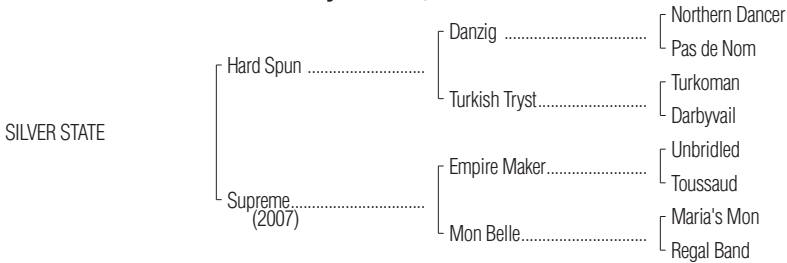 Northern Dancer
Danzig ..................................
Pas de Nom
Hard Spun ............................
Turkoman
Turkish Tryst..........................
Darbyvail
SILVER STATE
Unbridled
Empire Maker........................
Toussaud
Supreme................................
(2007)
Maria's Mon
Mon Belle..............................
Regal Band